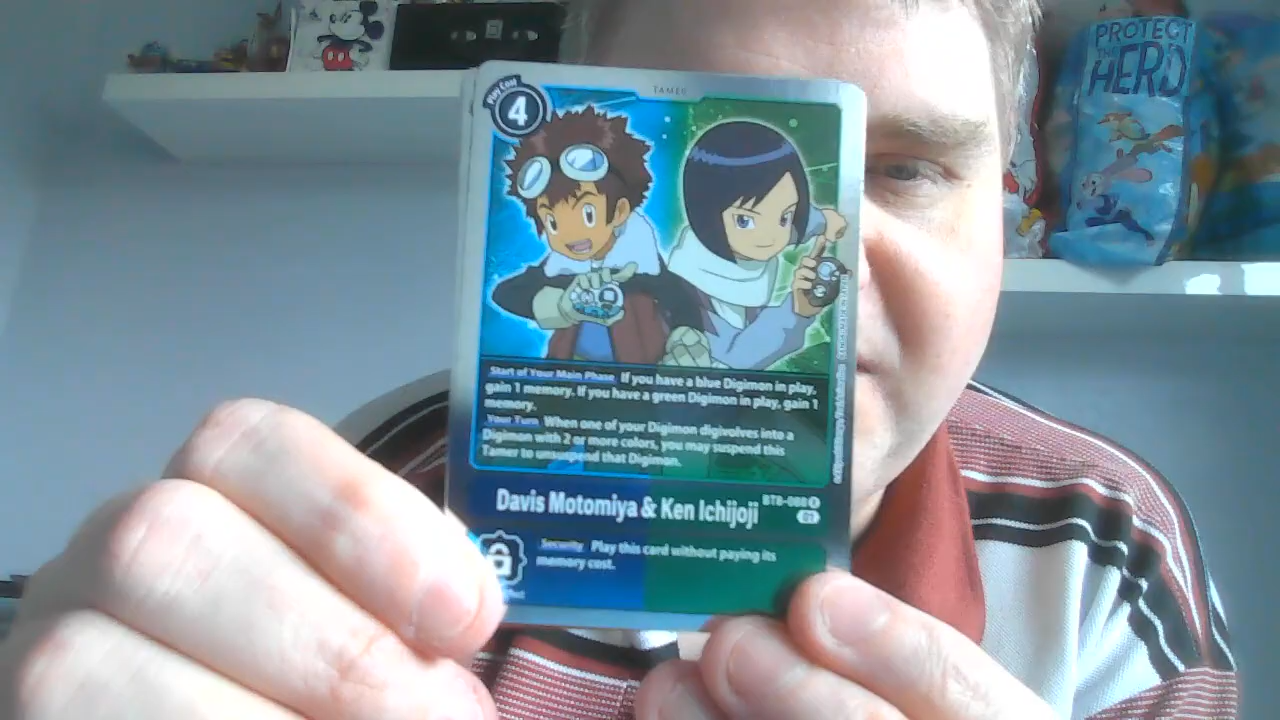 PROTECT
THE
HERD
Play Cost
4
TAMER
Start of Your Main Phase If you have a blue Digimon in play,
gain 1 memory. If you have a green Digimon in play, gain 1
memory.
Your Turn When one of your Digimon digivolves into a
Digimon with 2 or more colors, you may suspend this
Tamer to unsuspend that Digimon.
Davis Motomiya & Ken Ichijoji
BT8-088 R
01
Security Play this card without paying its
memory cost.